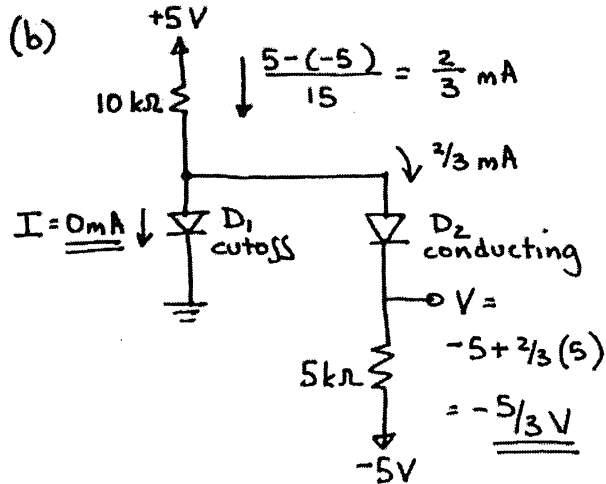 (b)
+5V
5-(-5) / 15 = 2/3 mA
10 kΩ
2/3 mA
I = 0mA
D1 cutoff
D2 conducting
V =
-5 + 2/3 (5)
5kΩ
= -5/3 V
-5V